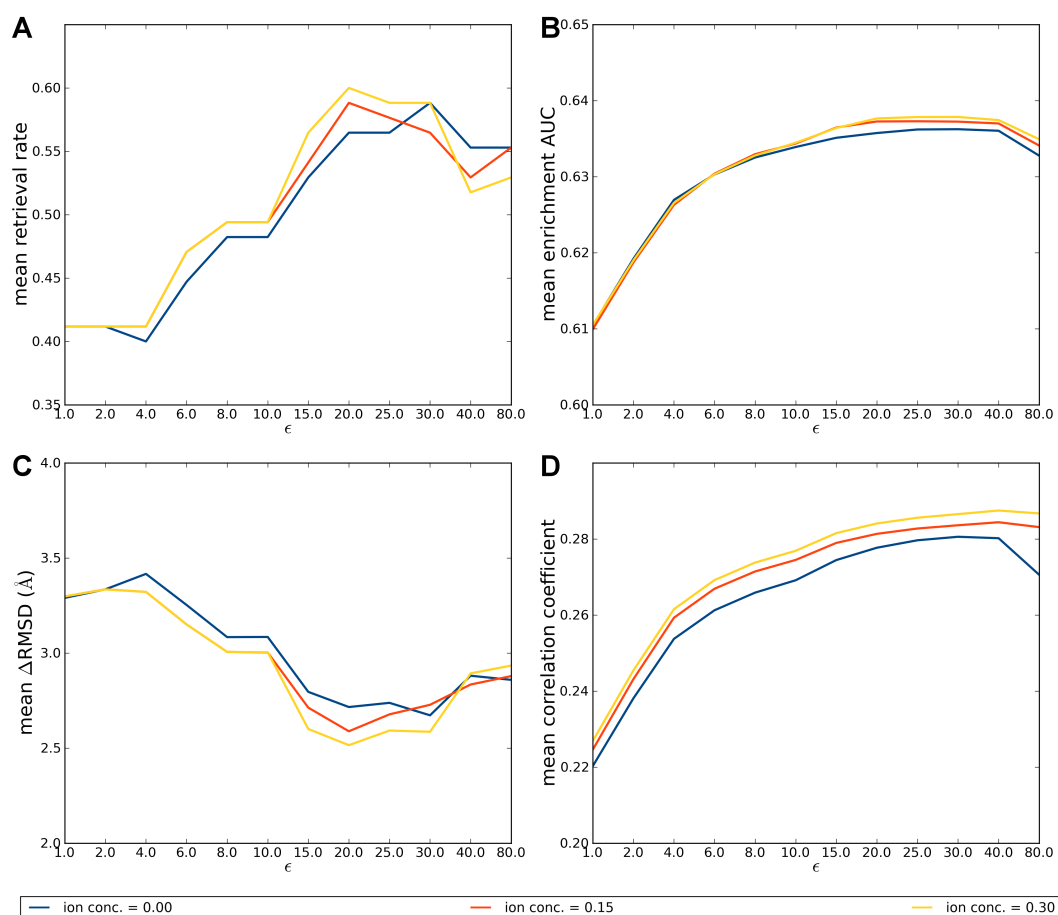 A
mean retrieval rate
0.60
0.55
0.50
0.45
0.40
0.35
1.0 2.0 4.0 6.0 8.0 10.0 15.0 20.0 25.0 30.0 40.0 80.0
ϵ
B
mean enrichment AUC
0.65
0.64
0.63
0.62
0.61
0.60
1.0 2.0 4.0 6.0 8.0 10.0 15.0 20.0 25.0 30.0 40.0 80.0
ϵ
C
mean ΔRMSD (Å)
4.0
3.5
3.0
2.5
2.0
1.0 2.0 4.0 6.0 8.0 10.0 15.0 20.0 25.0 30.0 40.0 80.0
ϵ
D
mean correlation coefficient
0.28
0.26
0.24
0.22
0.20
1.0 2.0 4.0 6.0 8.0 10.0 15.0 20.0 25.0 30.0 40.0 80.0
ϵ
ion conc. = 0.00 ion conc. = 0.15 ion conc. = 0.30